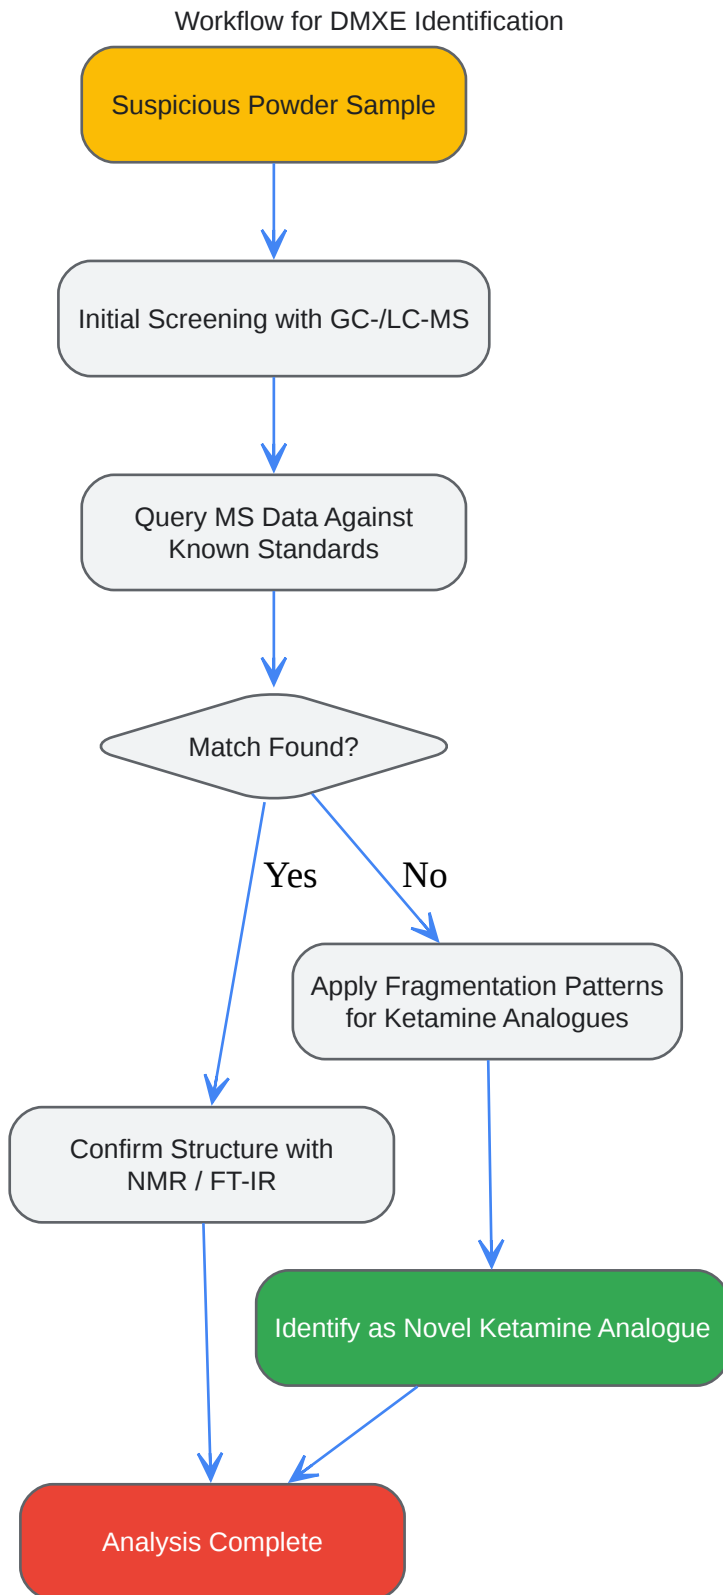 Workflow for DMXE Identification
Suspicious Powder Sample
Initial Screening with GC-/LC-MS
Query MS Data Against
Known Standards
Match Found?
Yes
No
Apply Fragmentation Patterns
for Ketamine Analogues
Confirm Structure with
NMR / FT-IR
Identify as Novel Ketamine Analogue
Analysis Complete